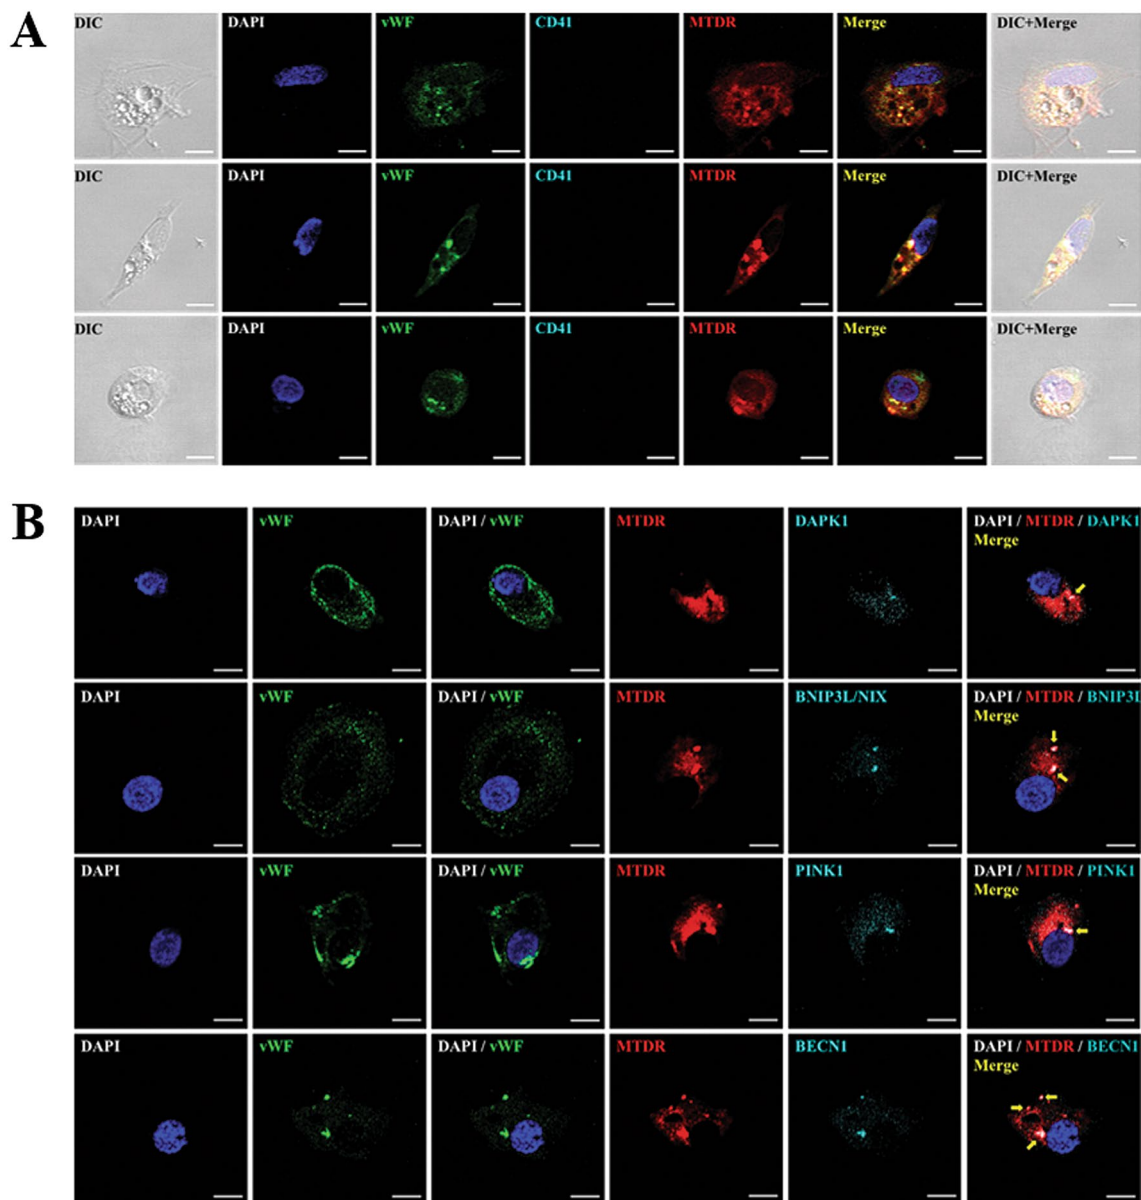 A
DIC DAPI vWF CD41 MTDR Merge DIC+Merge
DIC DAPI vWF CD41 MTDR Merge DIC+Merge
DIC DAPI vWF CD41 MTDR Merge DIC+Merge
B
DAPI vWF DAPI / vWF MTDR DAPK1 DAPI / MTDR / DAPK1
Merge
DAPI vWF DAPI / vWF MTDR BNIP3L/NIX DAPI / MTDR / BNIP3L
Merge
DAPI vWF DAPI / vWF MTDR PINK1 DAPI / MTDR / PINK1
Merge
DAPI vWF DAPI / vWF MTDR BECN1 DAPI / MTDR / BECN1
Merge